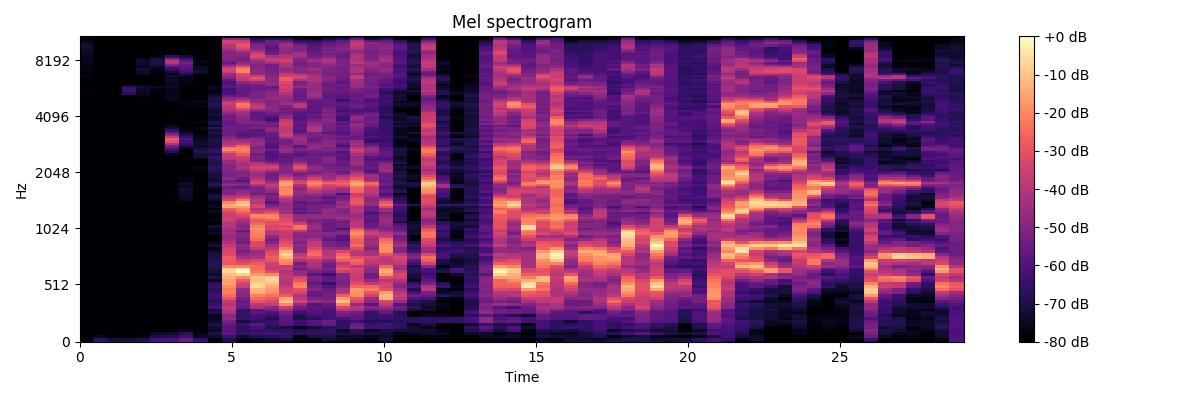 Mel spectrogram
Hz
8192
4096
2048
1024
512
0
0 5 10 15 20 25
Time
+0 dB
-10 dB
-20 dB
-30 dB
-40 dB
-50 dB
-60 dB
-70 dB
-80 dB